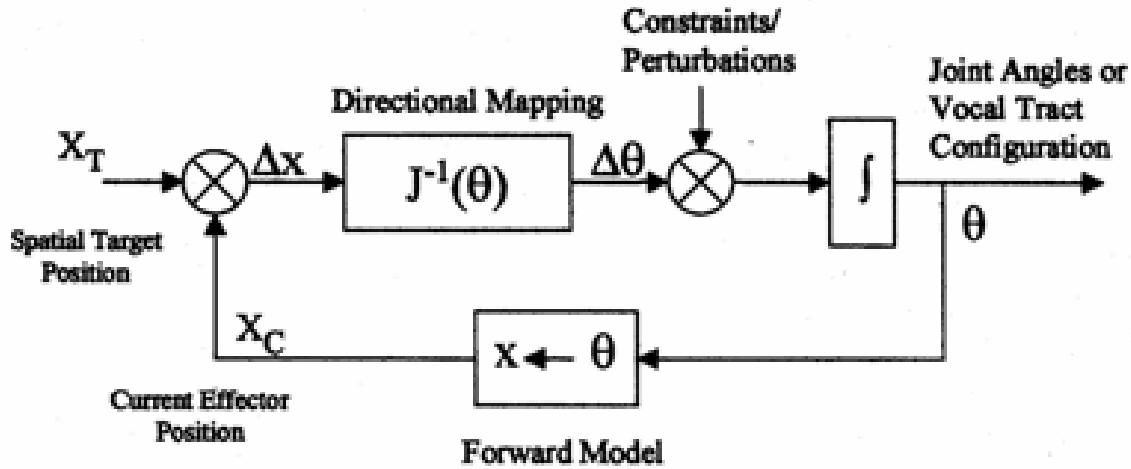 Constraints/
Perturbations
Joint Angles or
Vocal Tract
Configuration
Directional Mapping
X_T
Δx
J⁻¹(θ)
Δθ
∫
θ
Spatial Target
Position
X_C
x ← θ
Current Effector
Position
Forward Model